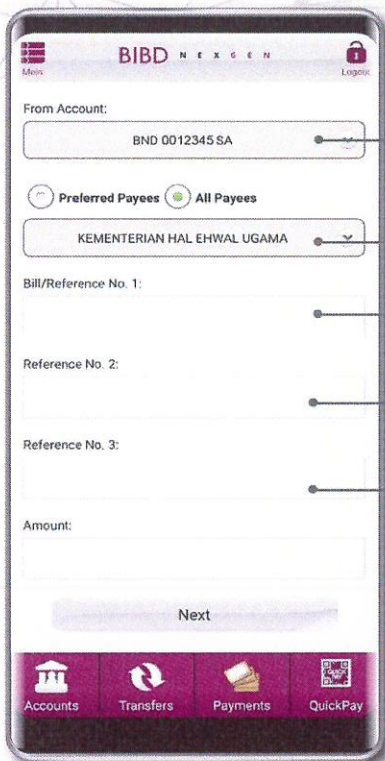 BIBD NEXGEN
Main
Logout
From Account:
BND 0012345 SA
Preferred Payees All Payees
KEMENTERIAN HAL EHWAL UGAMA
Bill/Reference No. 1:
Reference No. 2:
Reference No. 3:
Amount:
Next
Accounts Transfers Payments QuickPay